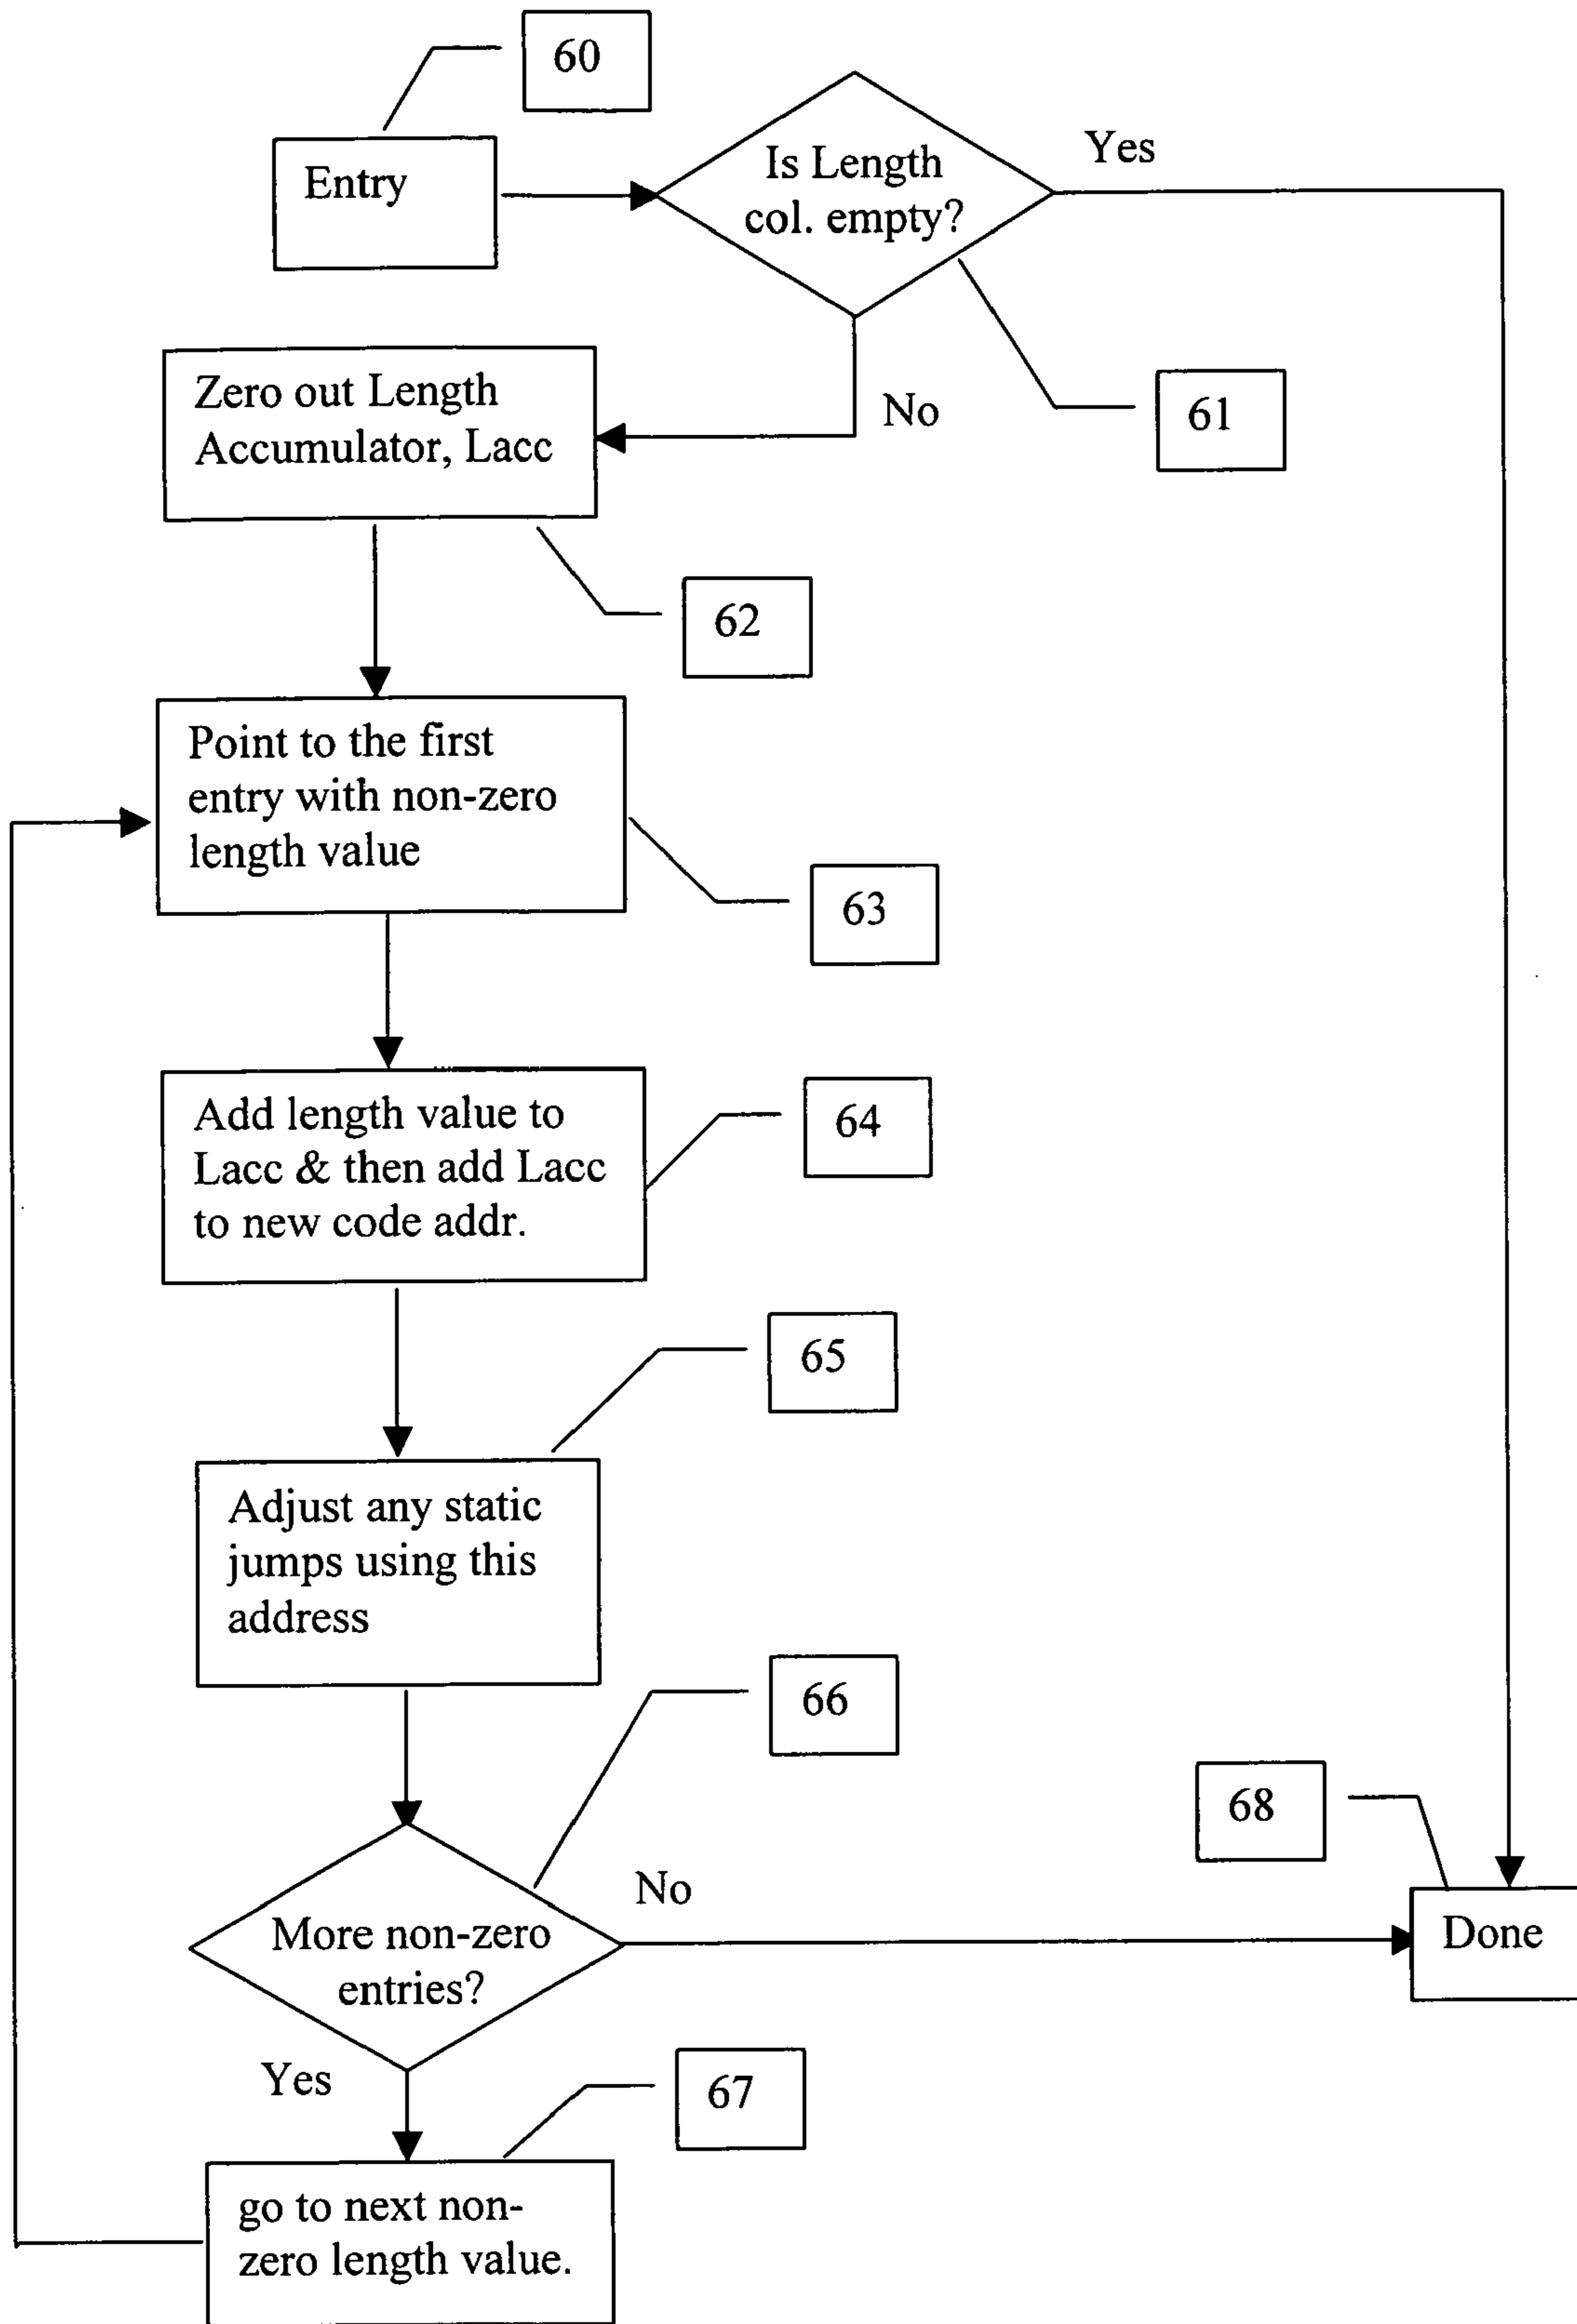 60
Entry
Is Length
col. empty?
Yes
Zero out Length
Accumulator, Lacc
No
61
62
Point to the first
entry with non-zero
length value
63
Add length value to
Lacc & then add Lacc
to new code addr.
64
65
Adjust any static
jumps using this
address
66
68
No
More non-zero
entries?
Done
Yes
67
go to next non-
zero length value.